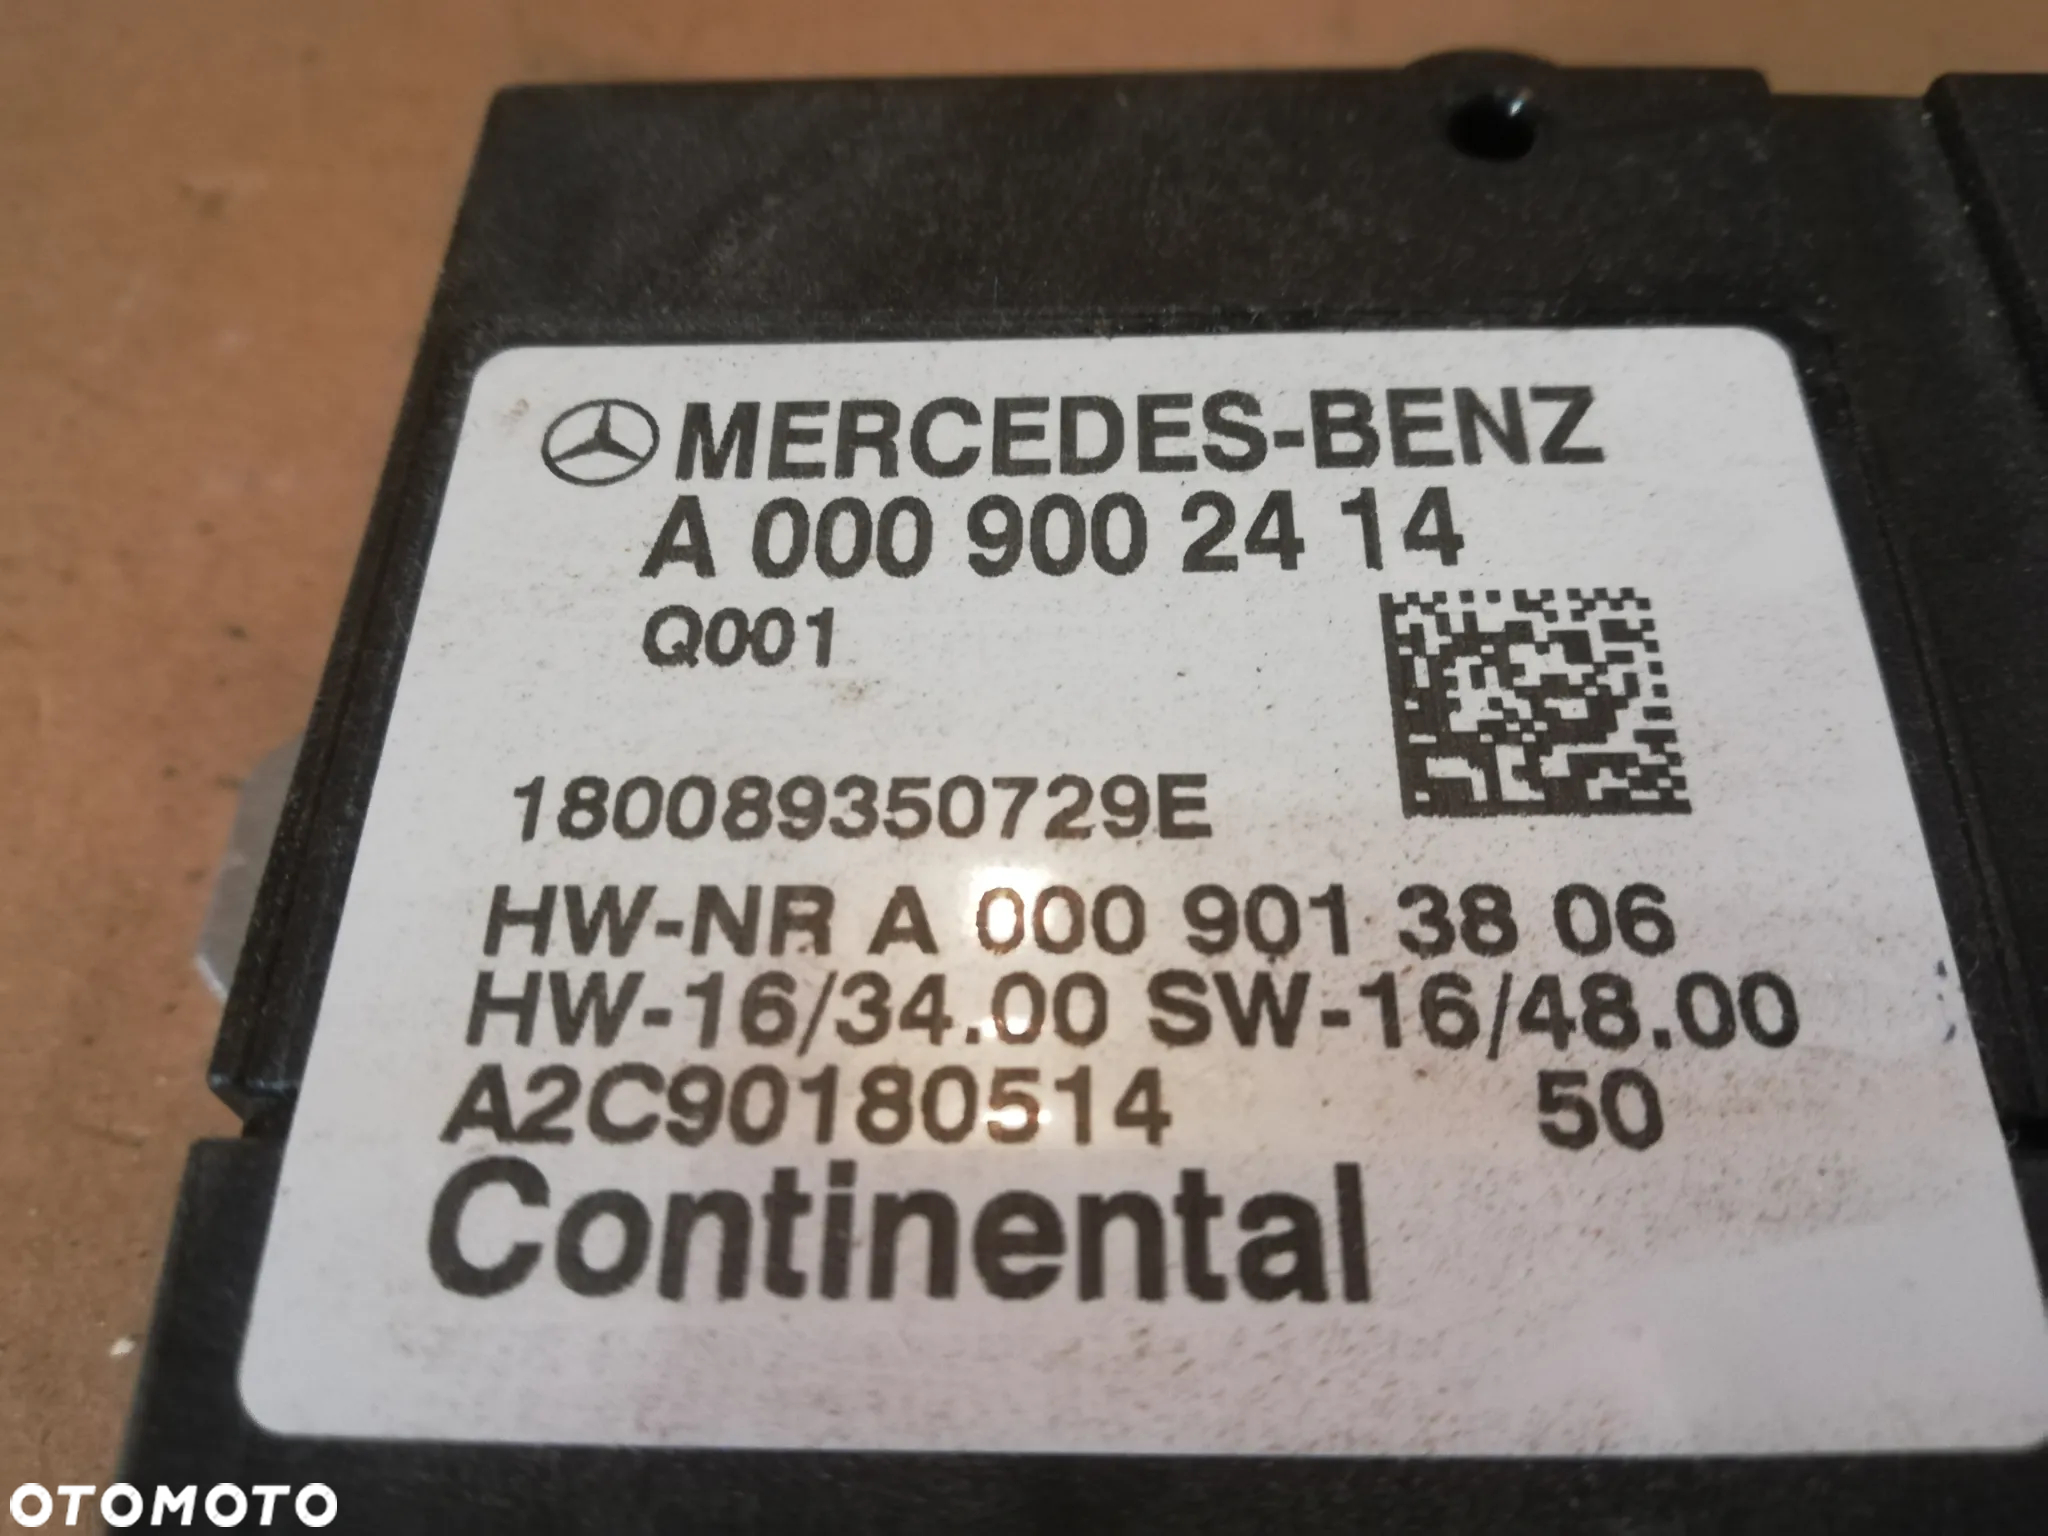 MERCEDES-BENZ
A 000 900 24 14
Q001
180089350729E
HW-NR A 000 901 38 06
HW-16/34.00 SW-16/48.00
A2C90180514 50
Continental
OTOMOTO